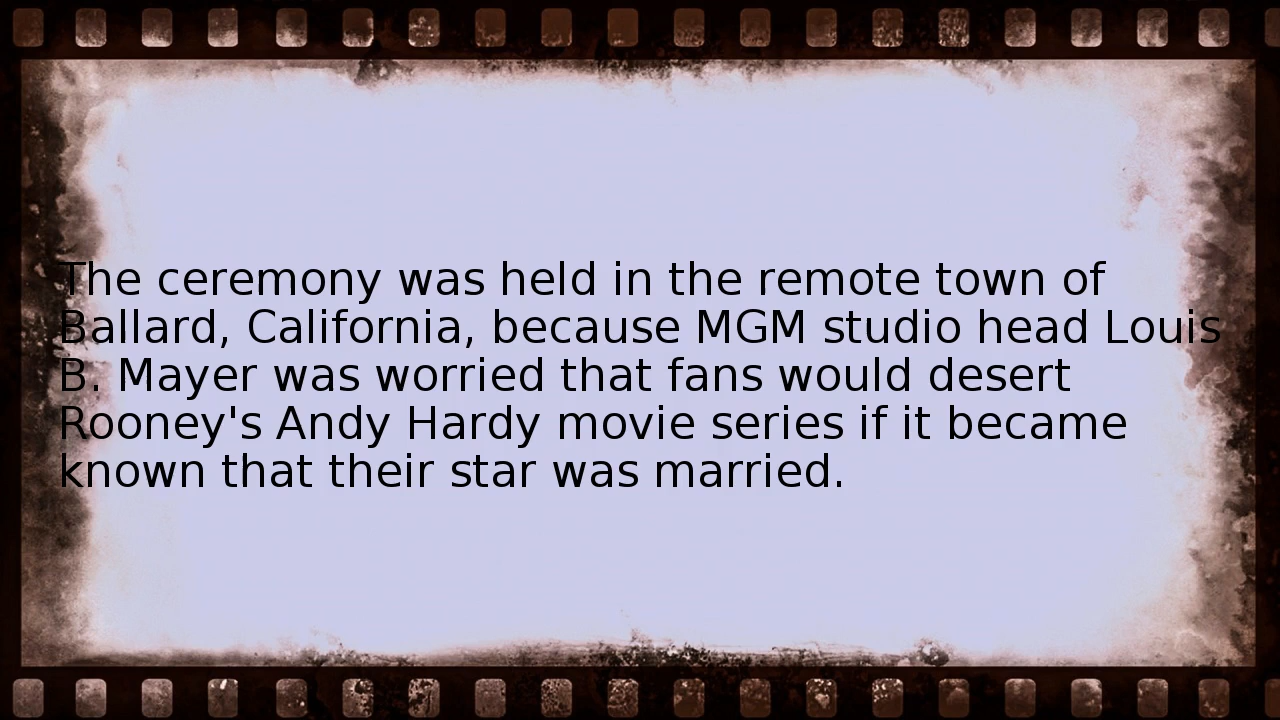 The ceremony was held in the remote town of
Ballard, California, because MGM studio head Louis
B. Mayer was worried that fans would desert
Rooney's Andy Hardy movie series if it became
known that their star was married.